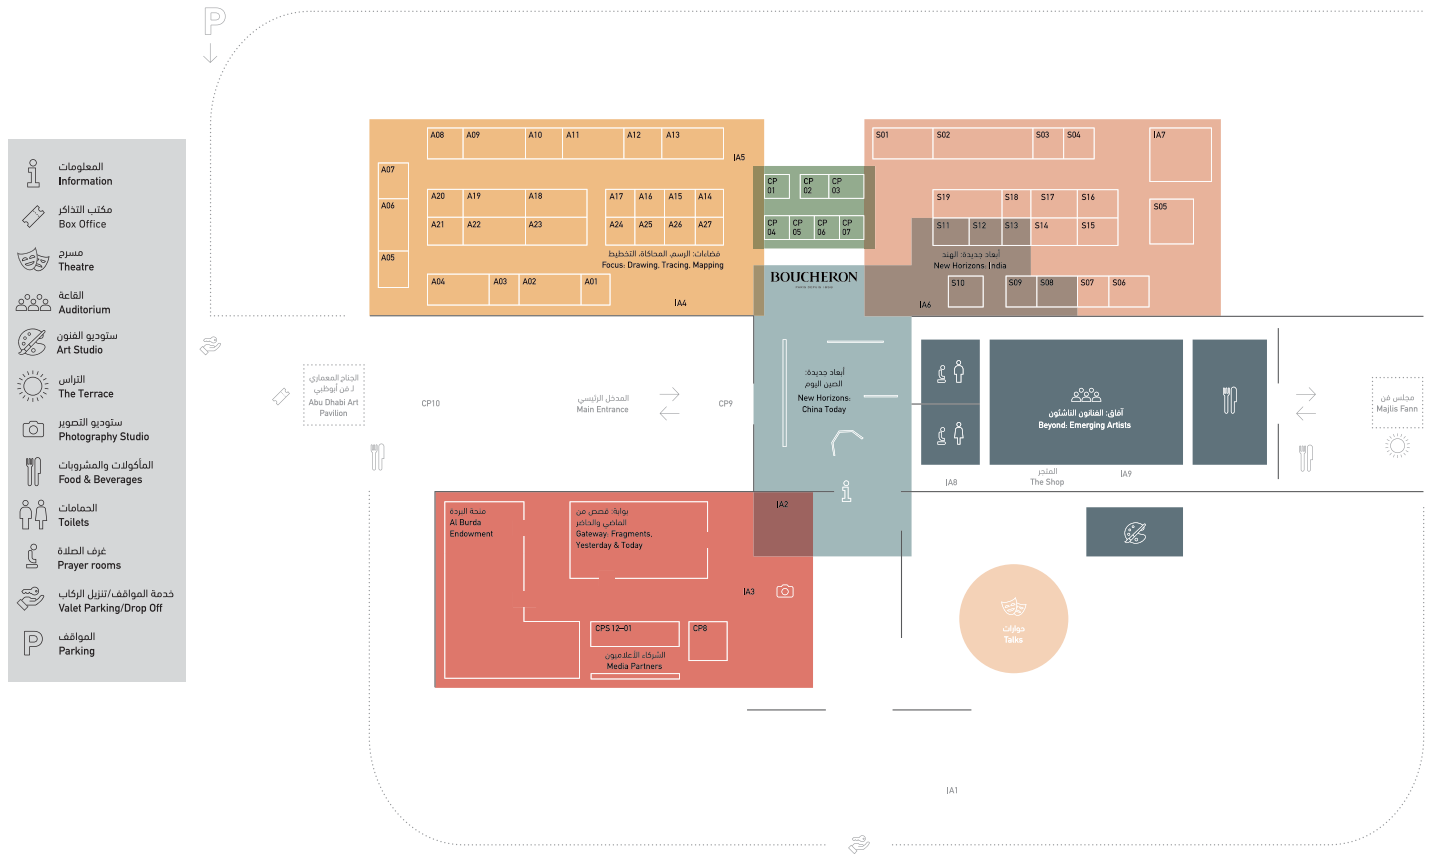 P
المعلومات
Information
مكتب التذاكر
Box Office
مسرح
Theatre
القاعة
Auditorium
ستوديو الفنون
Art Studio
التراس
The Terrace
ستوديو التصوير
Photography Studio
المأكولات والمشروبات
Food & Beverages
الحمامات
Toilets
غرف الصلاة
Prayer rooms
خدمة المواقف/تنزيل الركاب
Valet Parking/Drop Off
المواقف
P
Parking
A08 A09 A10 A11 A12 A13
A5
A07
A06
A05
A20 A19 A18
A21 A22 A23
A17 A16 A15 A14
A24 A25 A26 A27
فضاءات: الرسم، المحاكاة، التخطيط
Focus: Drawing, Tracing, Mapping
A04 A03 A02 A01
IA4
CP 01
CP 02
CP 03
CP 04
CP 05
CP 06
CP 07
BOUCHERON
S01 S02 S03 S04
IA7
S05
S19 S18 S17 S16
S11 S12 S13 S14 S15
أبعاد جديدة: الهند
New Horizons: India
S10 S09 S08 S07 S06
IA6
الجناح المعماري
لـ فن أبوظبي
Abu Dhabi Art
Pavilion
CP10
المدخل الرئيسي
Main Entrance
CP9
أبعاد جديدة:
الصين اليوم
New Horizons:
China Today
آفاق: الفنانون الناشئون
Beyond: Emerging Artists
مجلس فن
Majlis Fann
IA8
المتجر
The Shop
IA9
منحة البردة
Al Burda
Endowment
بوابة: قصص من
الماضي والحاضر
Gateway: Fragments,
Yesterday & Today
IA2
IA3
CPS 12–01
CP8
الشركاء الأعلاميون
Media Partners
حوارات
Talks
IA1